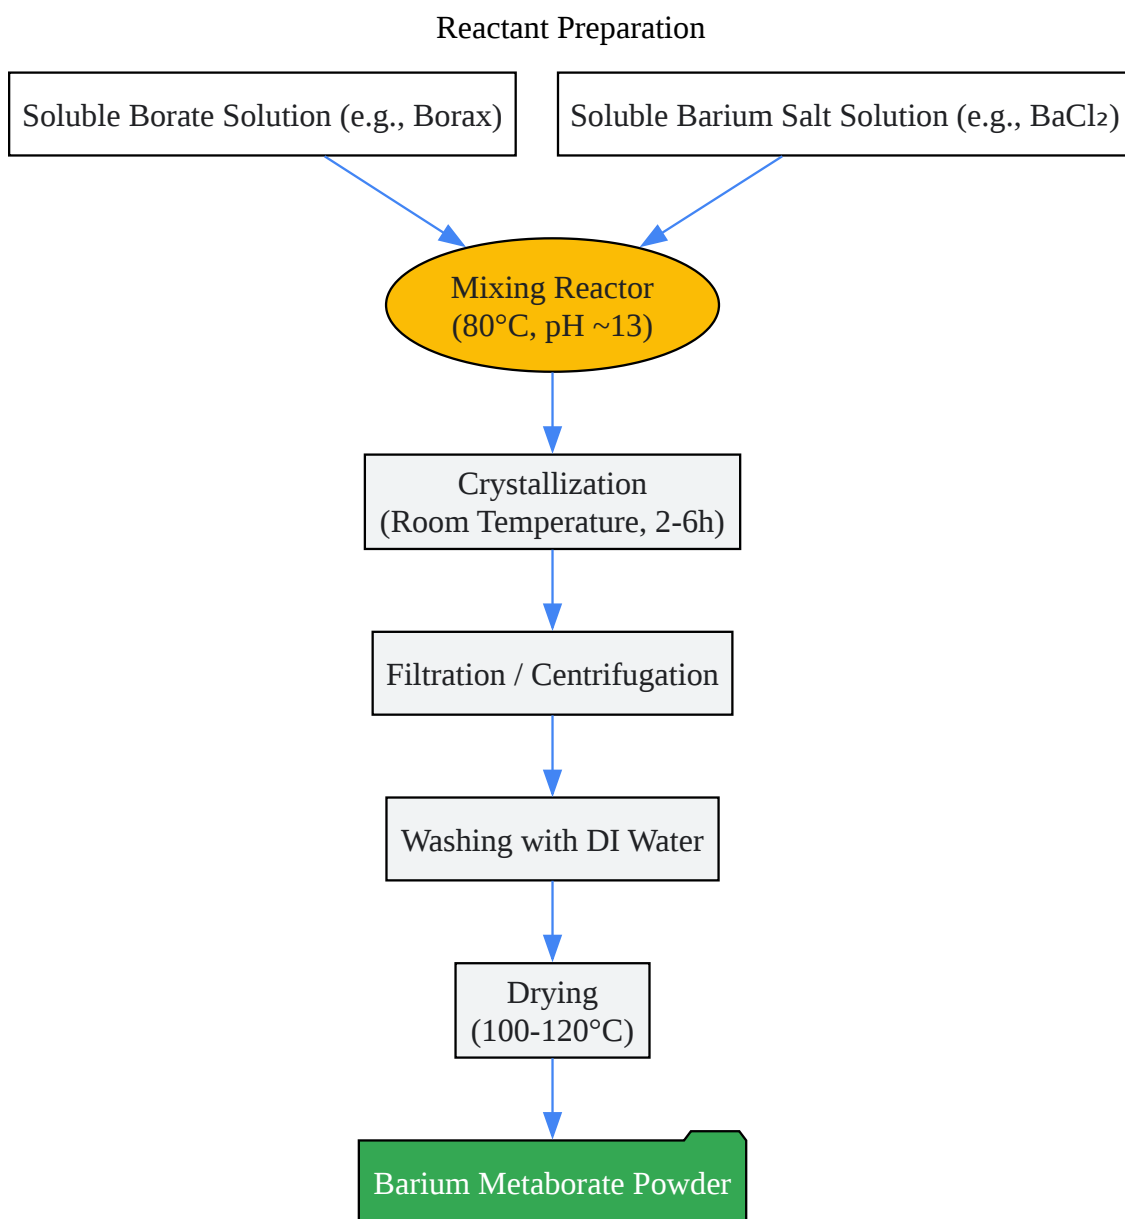 Reactant Preparation
Soluble Borate Solution (e.g., Borax)
Soluble Barium Salt Solution (e.g., BaCl₂)
Mixing Reactor
(80°C, pH ~13)
Crystallization
(Room Temperature, 2-6h)
Filtration / Centrifugation
Washing with DI Water
Drying
(100-120°C)
Barium Metaborate Powder